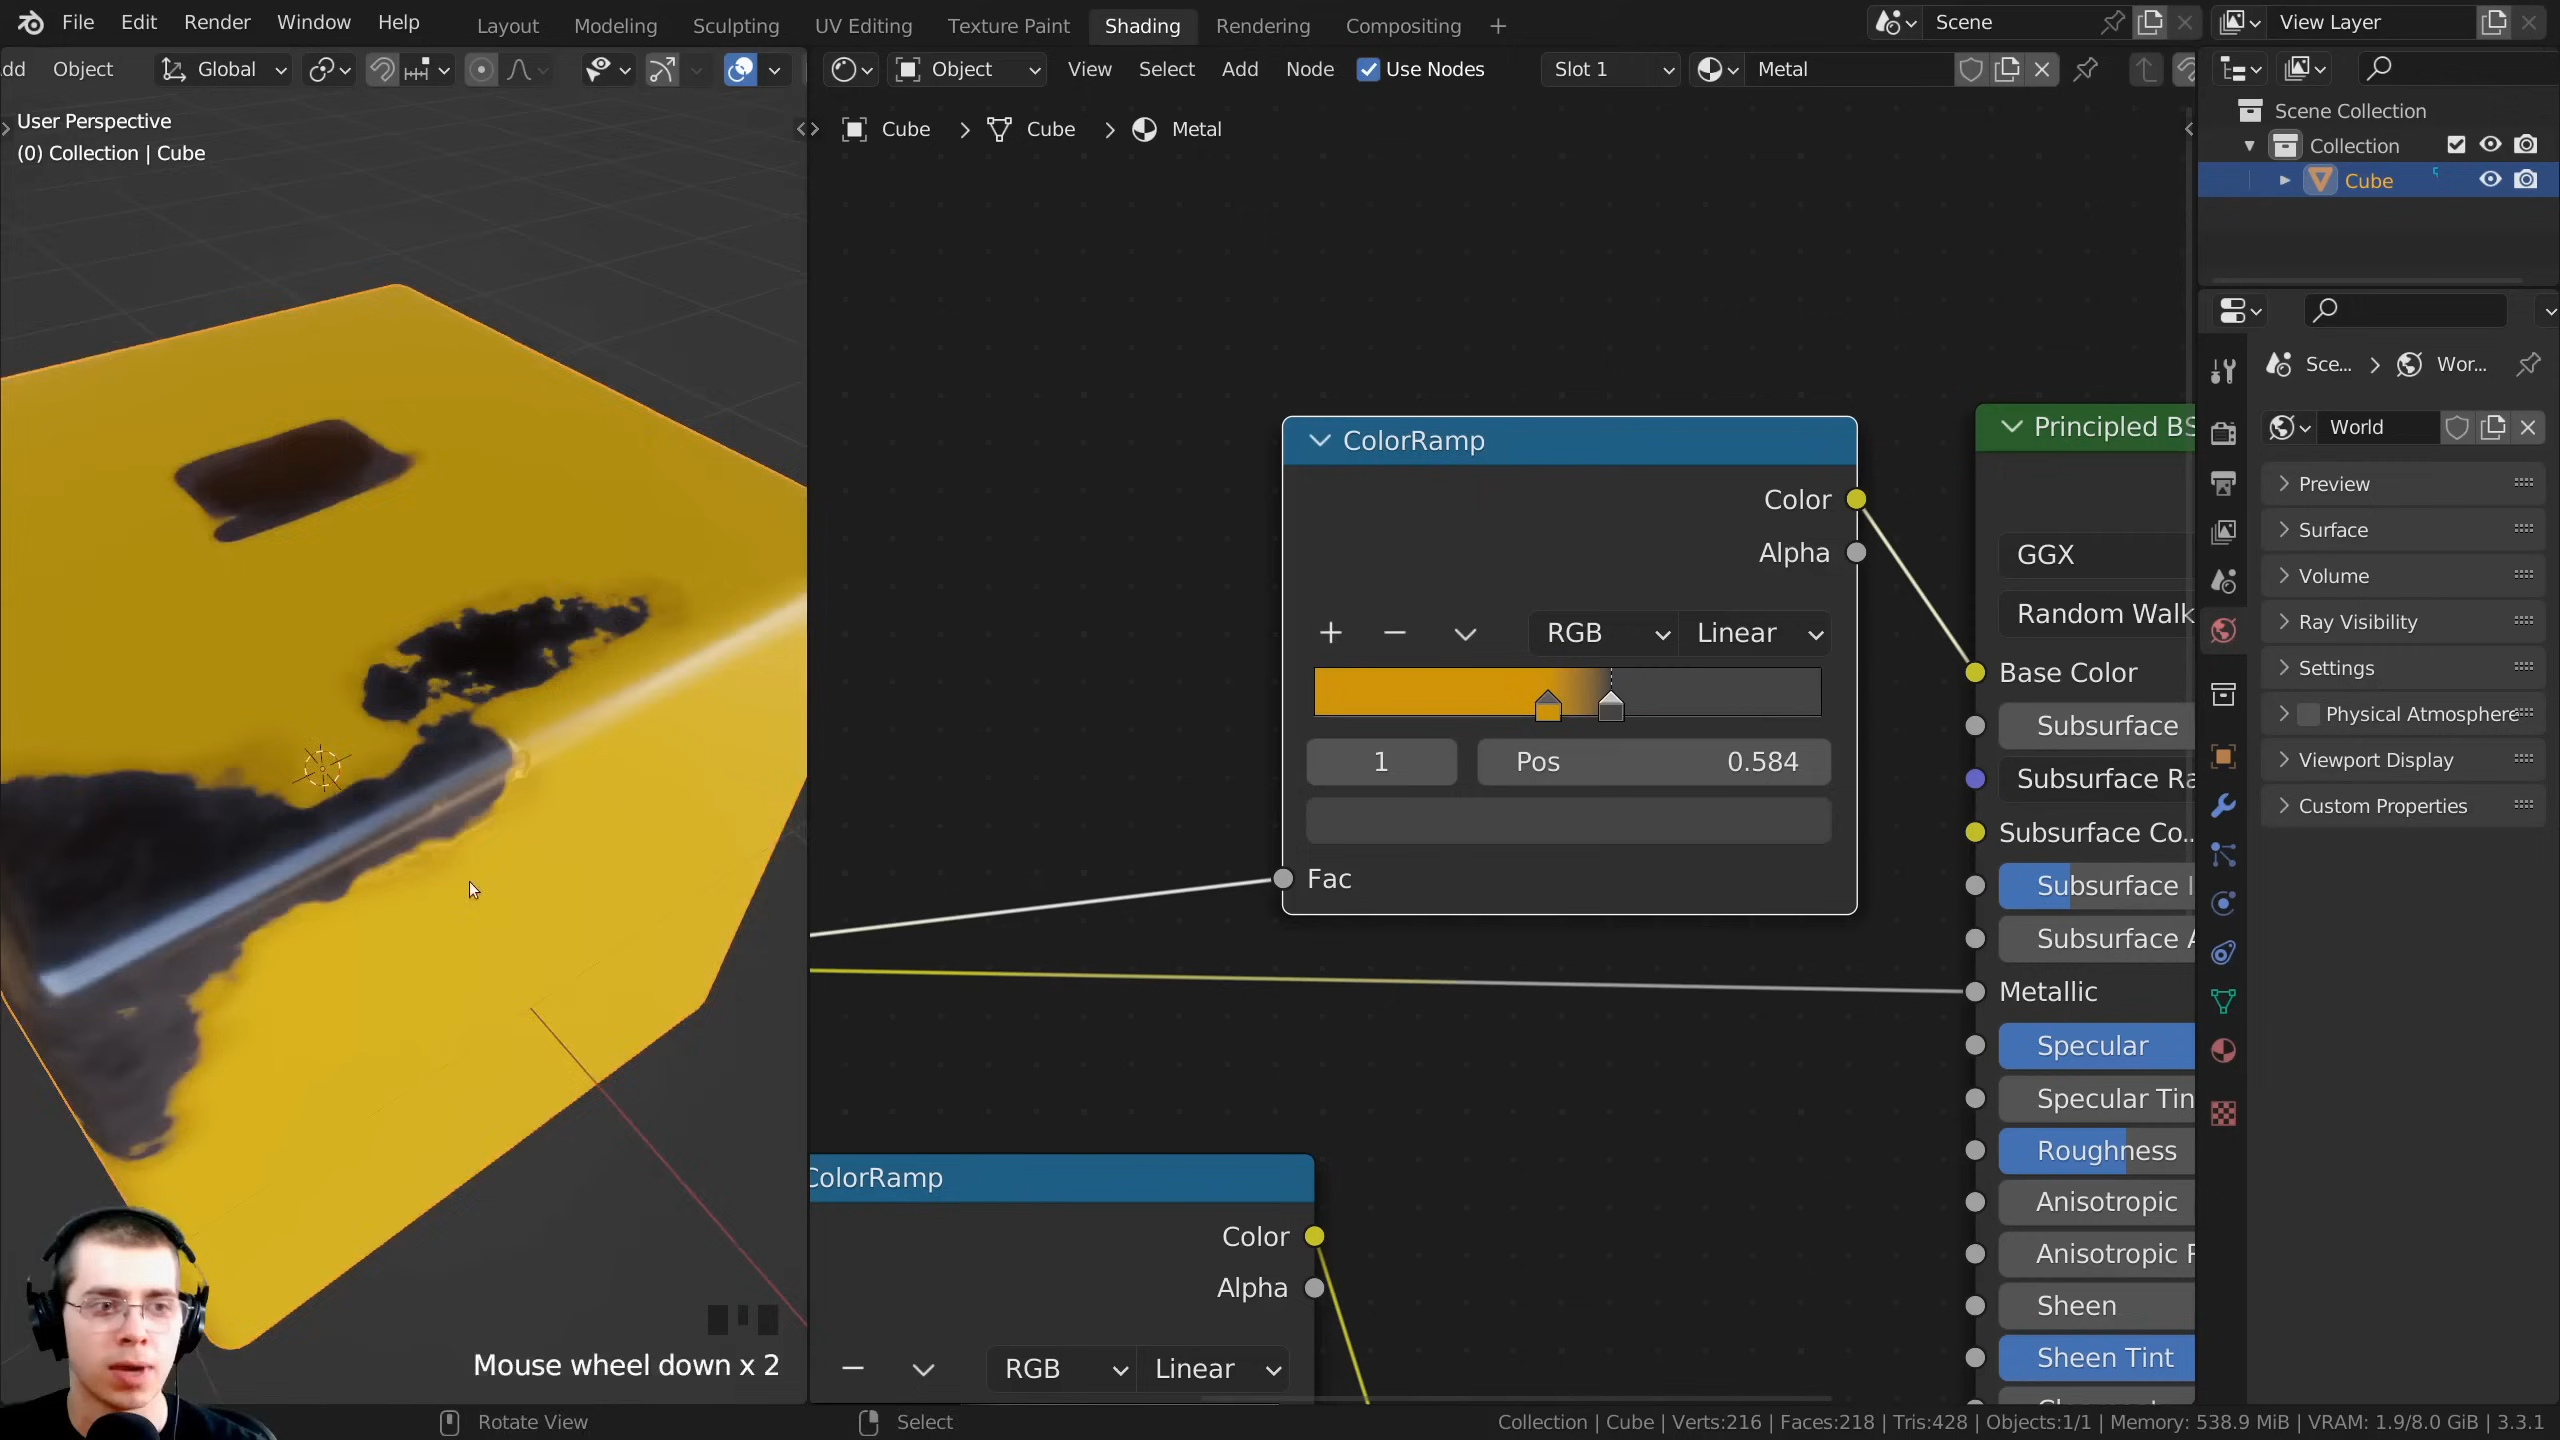 File Edit Render Window Help Layout Modeling Sculpting UV Editing Texture Paint Shading Rendering Compositing + Scene View Layer
dd Object Global Object View Select Add Node Use Nodes Slot 1 Metal
User Perspective
(0) Collection | Cube
Cube > Cube > Metal
Scene Collection
Collection
Cube
Sce... > Wor...
World
Preview
Surface
Volume
Ray Visibility
Settings
Physical Atmosphere
Viewport Display
Custom Properties
ColorRamp
Color
Alpha
RGB Linear
1 Pos 0.584
Fac
Principled BS
GGX
Random Walk
Base Color
Subsurface
Subsurface Ra
Subsurface Co..
Subsurface I
Subsurface A
Metallic
Specular
Specular Tin
Roughness
Anisotropic
Anisotropic R
Sheen
Sheen Tint
ColorRamp
Color
Alpha
RGB Linear
Mouse wheel down x 2
Rotate View Select Collection | Cube | Verts:216 | Faces:218 | Tris:428 | Objects:1/1 | Memory: 538.9 MiB | VRAM: 1.9/8.0 GiB | 3.3.1